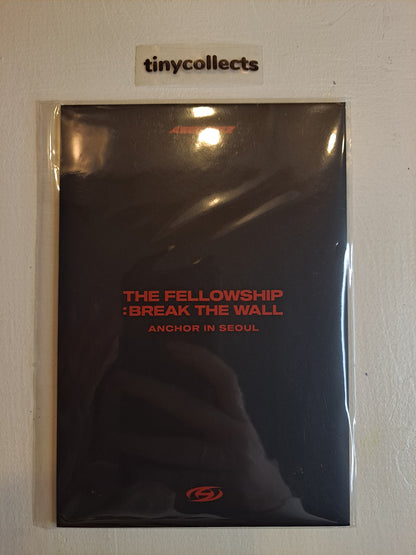 tinycollects
THE FELLOWSHIP
:BREAK THE WALL
ANCHOR IN SEOUL